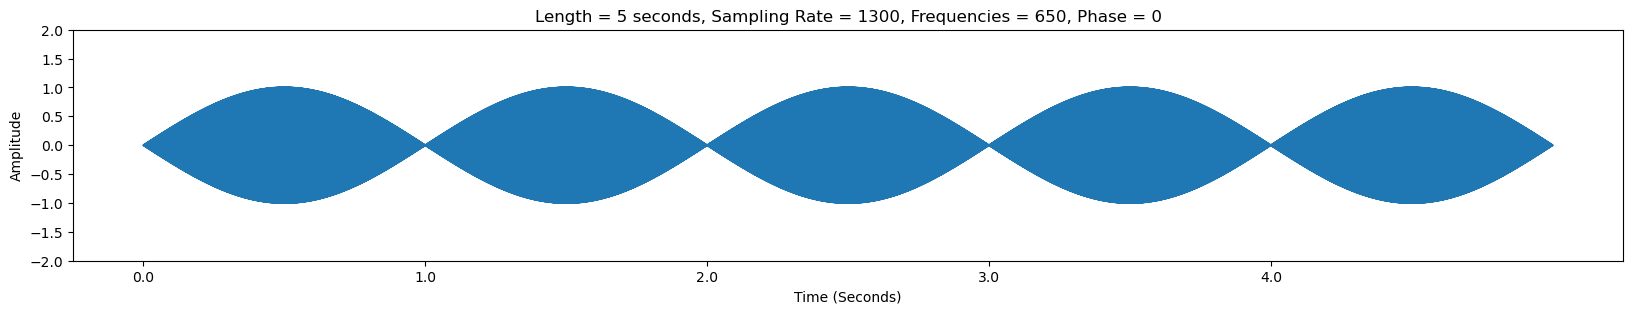 Length = 5 seconds, Sampling Rate = 1300, Frequencies = 650, Phase = 0
2.0
1.5
1.0
0.5
0.0
−0.5
−1.0
−1.5
−2.0
Amplitude
0.0 1.0 2.0 3.0 4.0
Time (Seconds)